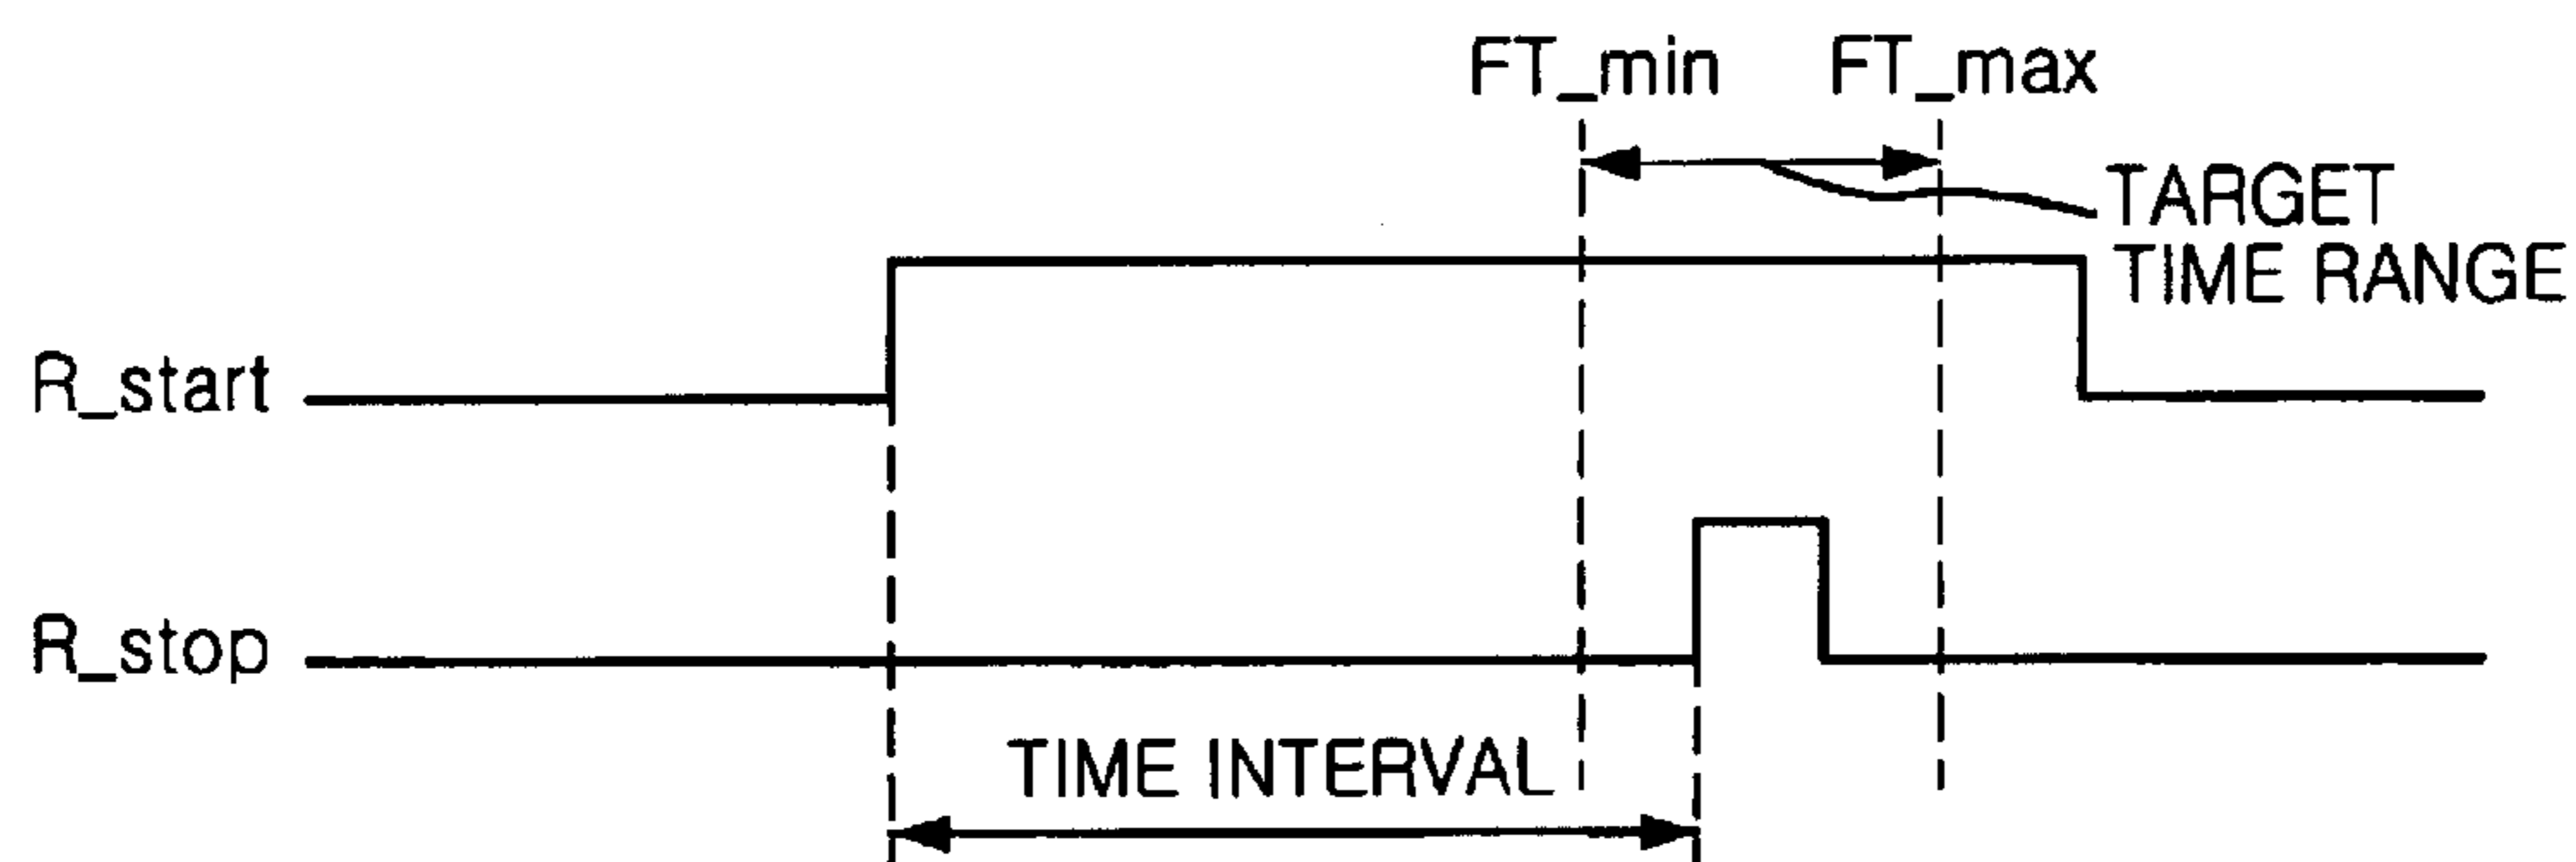 FT_min FT_max
TARGET
TIME RANGE
R_start
R_stop
TIME INTERVAL